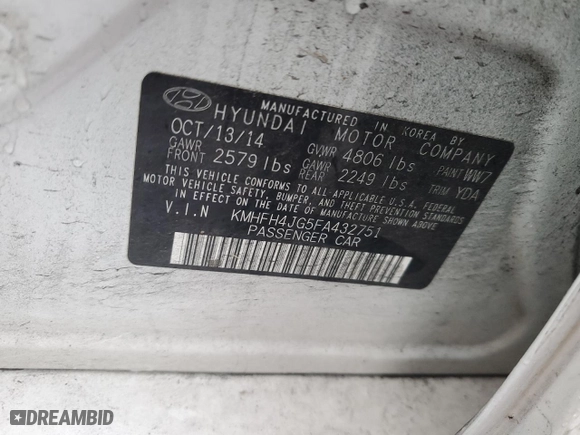 MANUFACTURED IN KOREA BY
HYUNDAI MOTOR COMPANY
OCT/13/14 GVWR 4806 lbs PAINT WW7
GAWR FRONT 2579 lbs GAWR REAR 2249 lbs TRIM YDA
THIS VEHICLE CONFORMS TO ALL APPLICABLE U.S.A. FEDERAL
MOTOR VEHICLE SAFETY, BUMPER, AND THEFT PREVENTION STANDARDS
IN EFFECT ON THE DATE OF MANUFACTURE SHOWN ABOVE
V.I.N KMHFH4JG5FA432751
PASSENGER CAR
DREAMBID